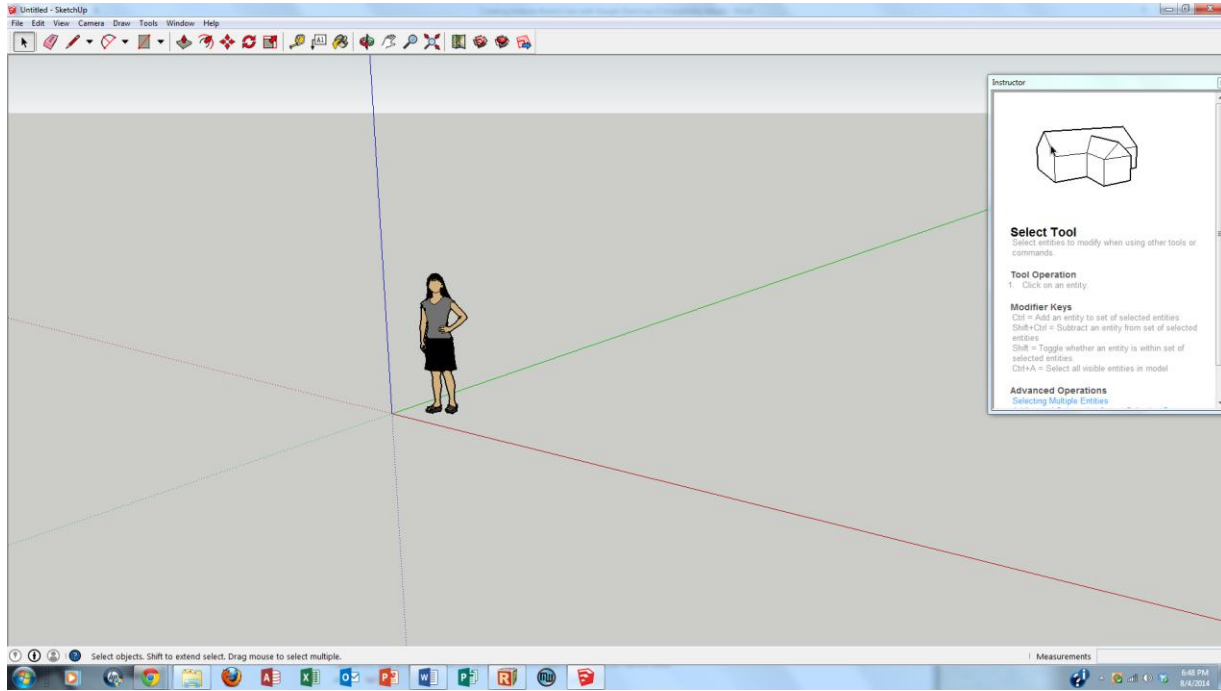 Untitled - SketchUp
File Edit View Camera Draw Tools Window Help
Instructor
Select Tool
Select entities to modify when using other tools or
commands.
Tool Operation
1. Click on an entity.
Modifier Keys
Ctrl = Add an entity to set of selected entities
Shift+Ctrl = Subtract an entity from set of selected
entities
Shift = Toggle whether an entity is within set of
selected entities
Ctrl+A = Select all visible entities in model
Advanced Operations
Selecting Multiple Entities
Select objects. Shift to extend select. Drag mouse to select multiple.
Measurements
6:48 PM
8/4/2014